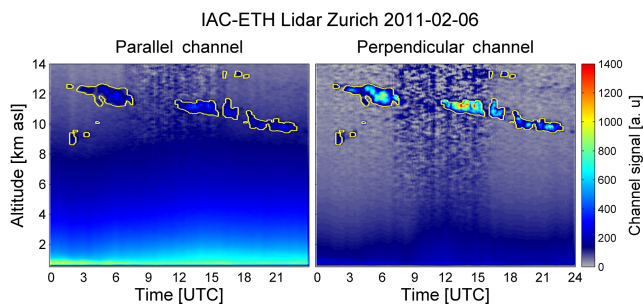 IAC-ETH Lidar Zurich 2011-02-06
Parallel channel
Perpendicular channel
Altitude [km asl]
14
12
10
8
6
4
2
0 3 6 9 12 15 18 21
Time [UTC]
0 3 6 9 12 15 18 21 24
Time [UTC]
1400
1200
1000
800
600
400
200
0
Channel signal [a. u]